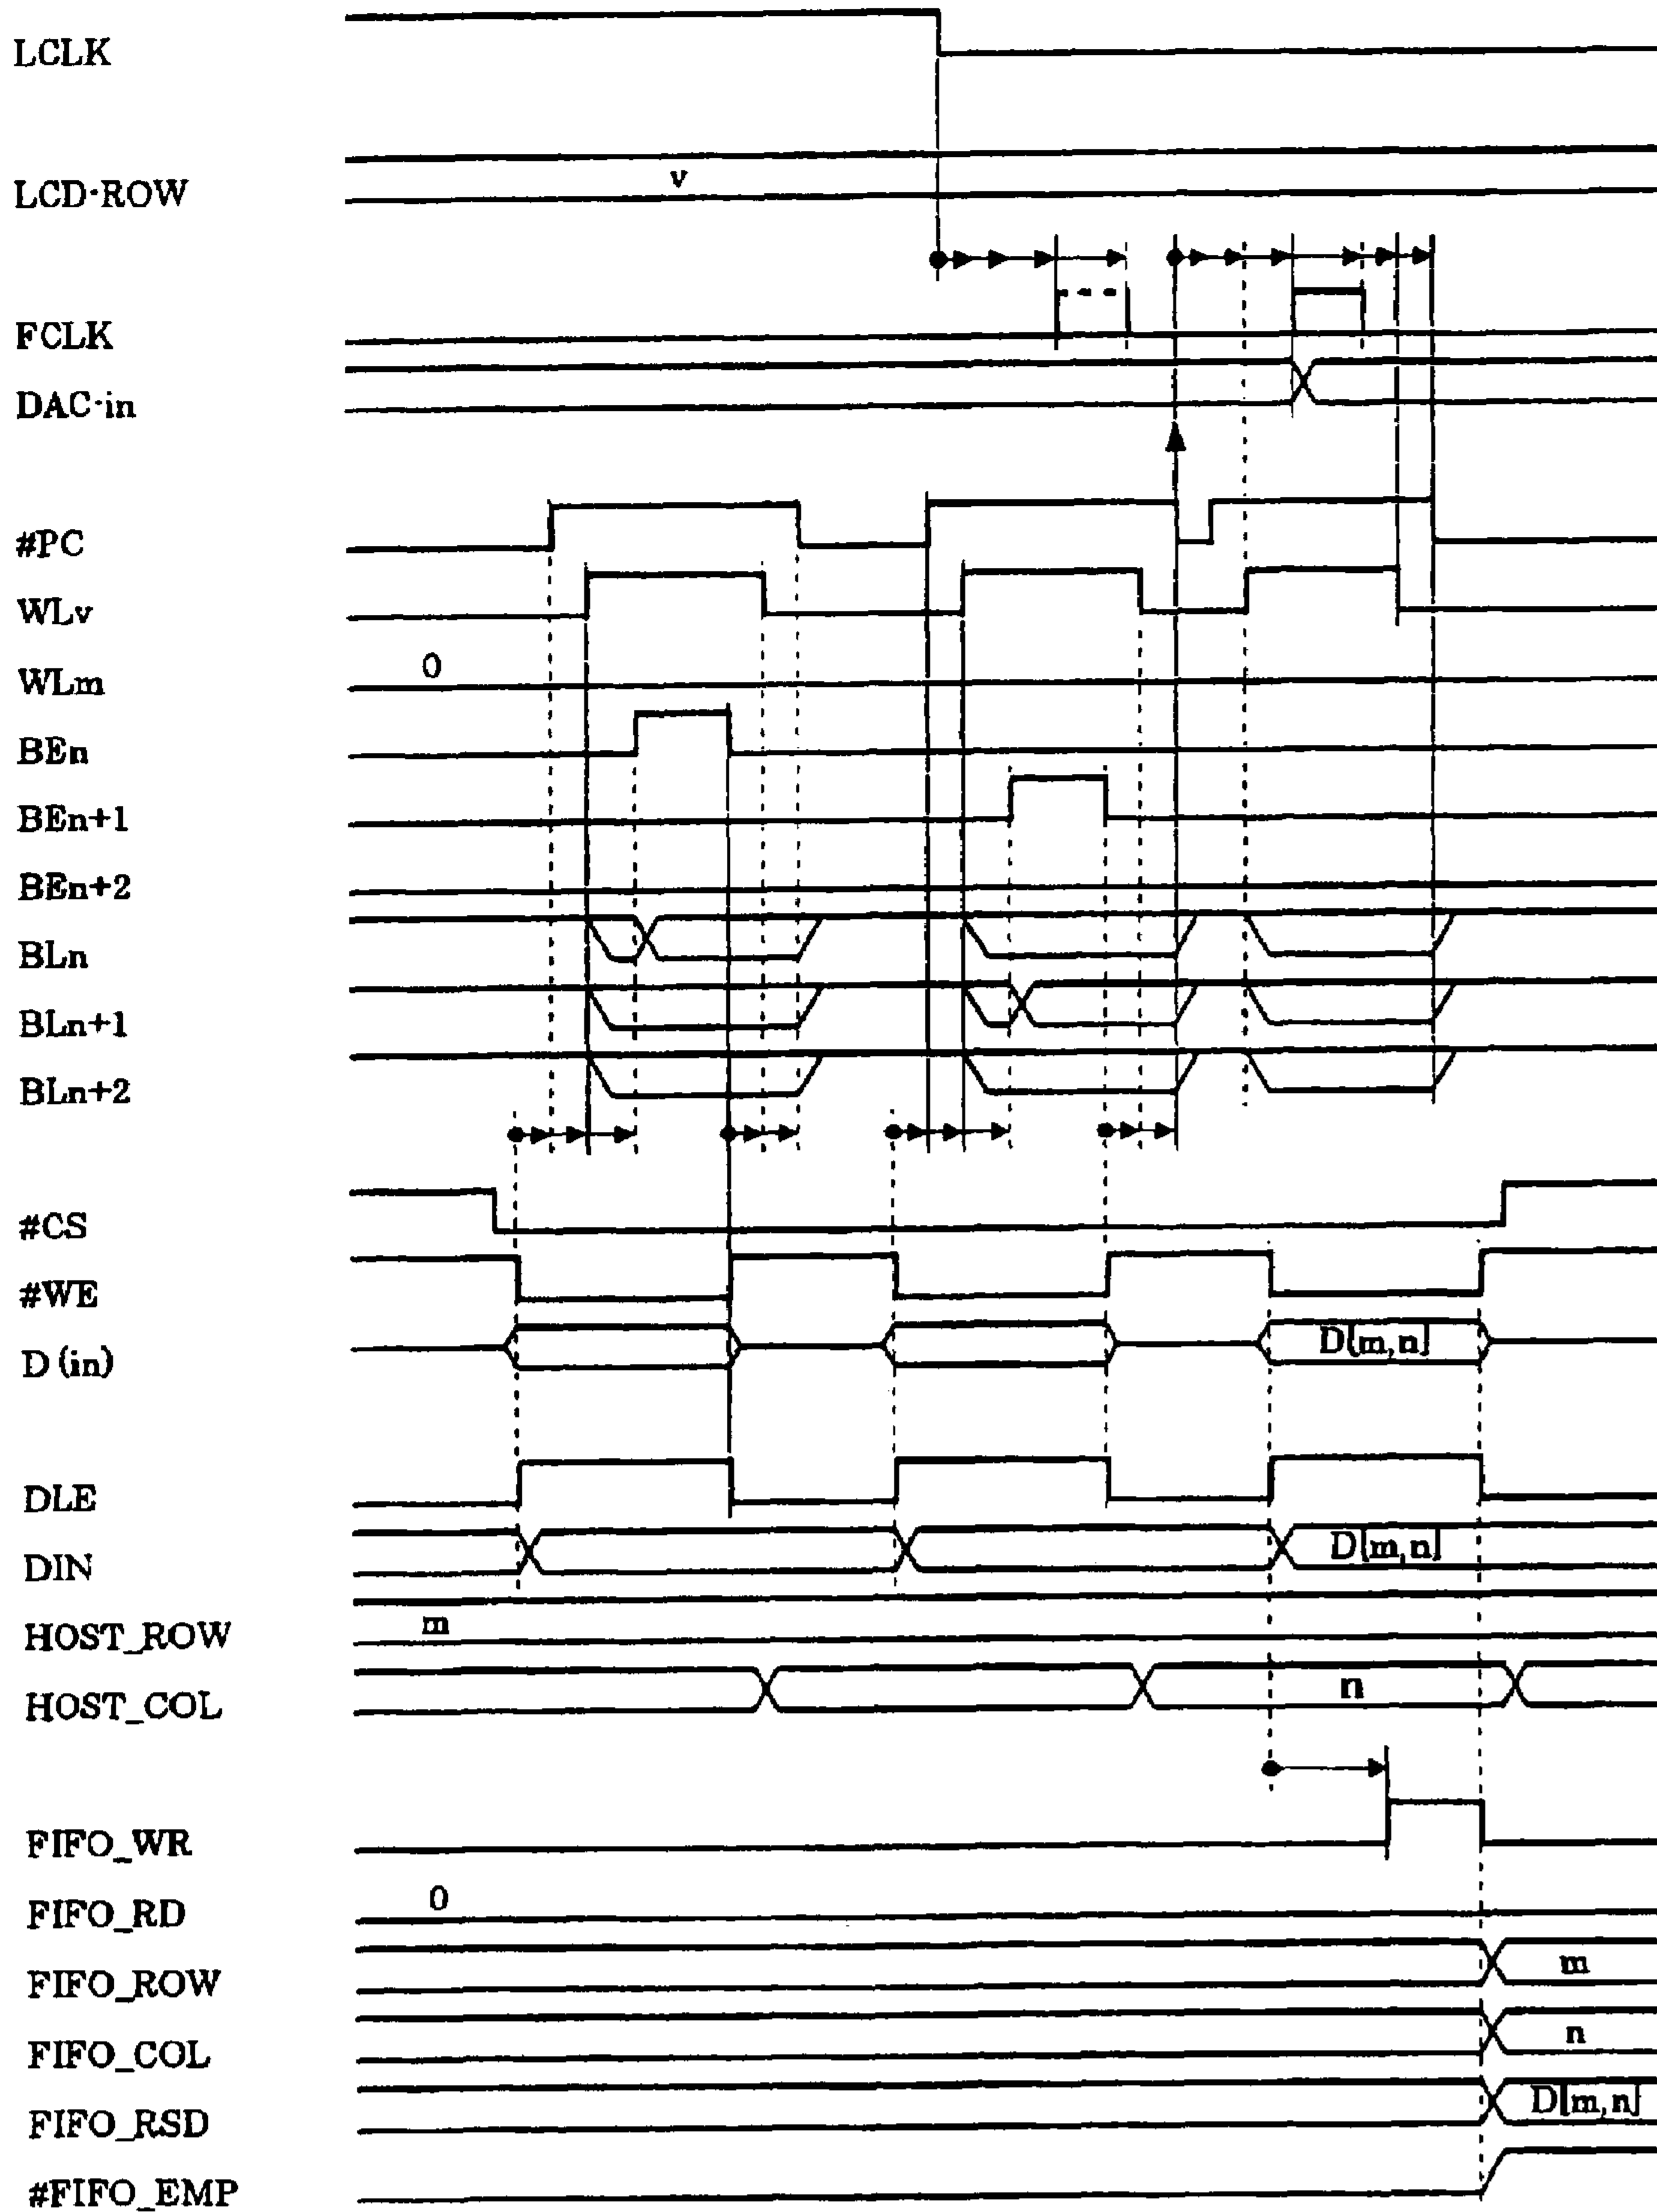 LCLK
LCD·ROW v
FCLK
DAC·in
#PC
WLv
WLm 0
BEn
BEn+1
BEn+2
BLn
BLn+1
BLn+2
#CS
#WE
D (in) D[m,n]
DLE
DIN D[m,n]
HOST_ROW m
HOST_COL n
FIFO_WR
FIFO_RD 0
FIFO_ROW m
FIFO_COL n
FIFO_RSD D[m,n]
#FIFO_EMP